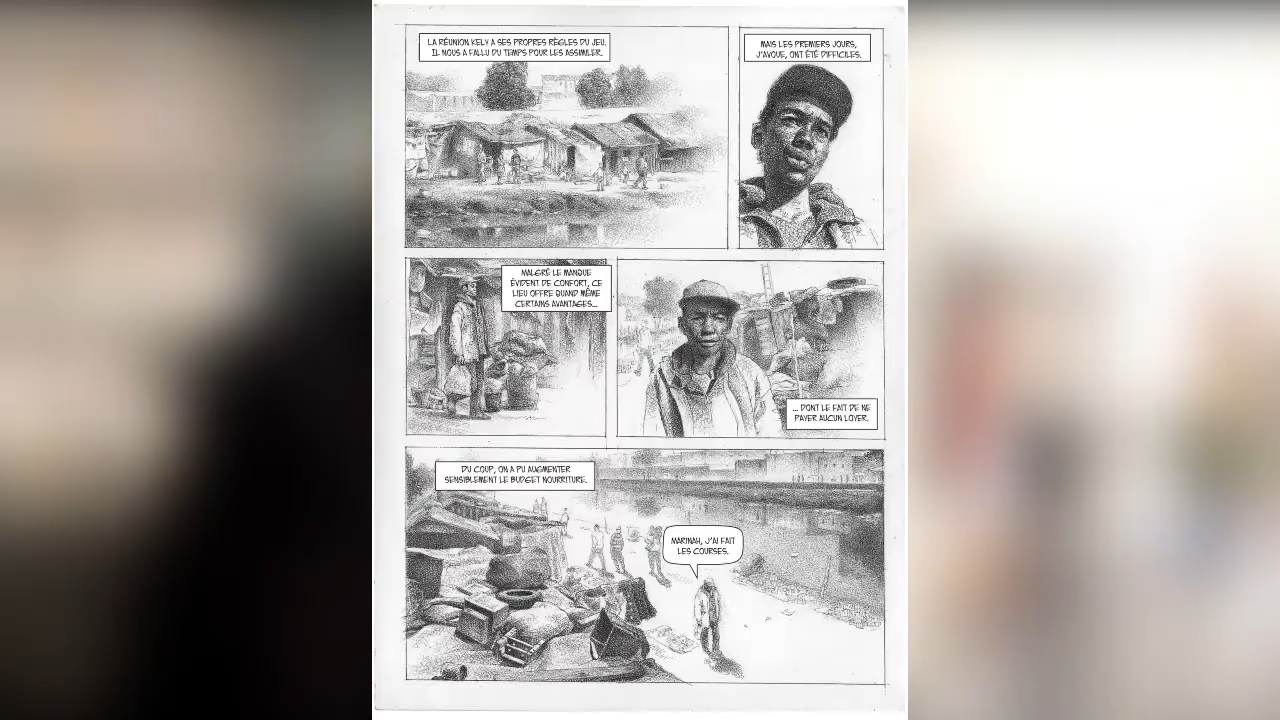 LA RÉUNION KELY A SES PROPRES RÈGLES DU JEU.
IL NOUS A FALLU DU TEMPS POUR LES ASSIMILER.
MAIS LES PREMIERS JOURS,
J'AVOUE, ONT ÉTÉ DIFFICILES.
MALGRÉ LE MANQUE
ÉVIDENT DE CONFORT, CE
LIEU OFFRE QUAND MÊME
CERTAINS AVANTAGES...
... DONT LE FAIT DE NE
PAYER AUCUN LOYER.
DU COUP, ON A PU AUGMENTER
SENSIBLEMENT LE BUDGET NOURRITURE.
MARINAH, J'AI FAIT
LES COURSES.